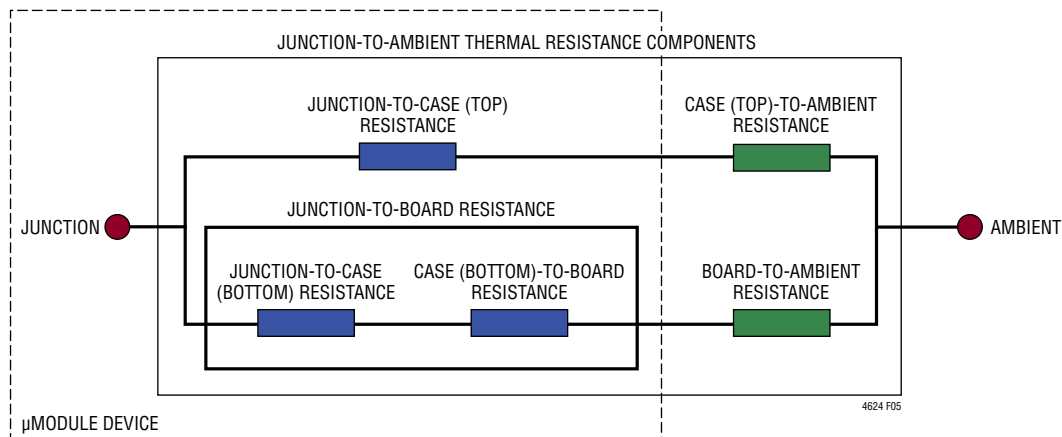 JUNCTION-TO-AMBIENT THERMAL RESISTANCE COMPONENTS
JUNCTION-TO-CASE (TOP)
RESISTANCE
CASE (TOP)-TO-AMBIENT
RESISTANCE
JUNCTION-TO-BOARD RESISTANCE
JUNCTION
AMBIENT
JUNCTION-TO-CASE
(BOTTOM) RESISTANCE
CASE (BOTTOM)-TO-BOARD
RESISTANCE
BOARD-TO-AMBIENT
RESISTANCE
4624 F05
µMODULE DEVICE